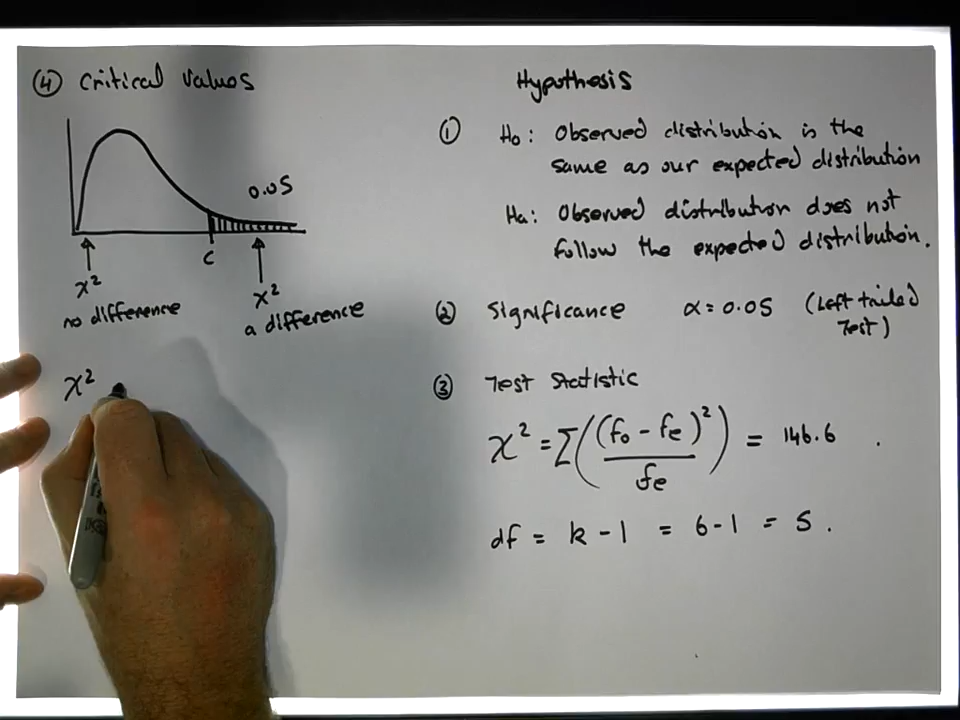 ④ Critical Values
0.05
c
χ²
no difference
χ²
a difference
χ²
Hypothesis
① Ho: Observed distribution is the
same as our expected distribution
Ha: Observed distribution does not
follow the expected distribution.
② Significance α = 0.05 (Left tailed
Test)
③ Test Statistic
χ² = Σ((fo - fe)²/fe) = 146.6 .
df = k - 1 = 6 - 1 = 5 .